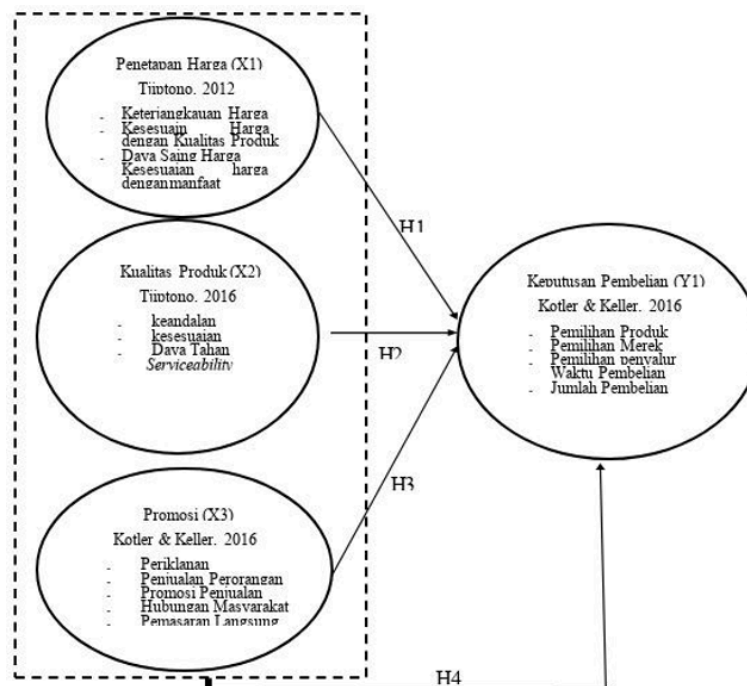 Penetapan Harga (X1)
Tjiptono. 2012
- Keterjangkauan Harga
- Kesesuain Harga
dengan Kualitas Produk
- Daya Saing Harga
Kesesuaian harga
denganmanfaat
H1
Kualitas Produk (X2)
Tjiptono. 2016
- keandalan
- kesesuaian
- Daya Tahan
Serviceability
H2
Keputusan Pembelian (Y1)
Kotler & Keller. 2016
- Pemilihan Produk
- Pemilihan Merek
- Pemilihan penyalur
Waktu Pembelian
- Jumlah Pembelian
H3
Promosi (X3)
Kotler & Keller. 2016
- Periklanan
- Penjualan Perorangan
- Promosi Penjualan
- Hubungan Masyarakat
- Pemasaran Langsung
H4